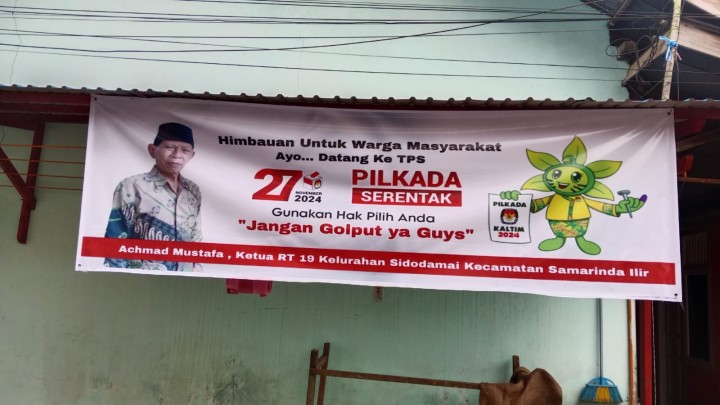 Himbauan Untuk Warga Masyarakat
Ayo... Datang Ke TPS
27 NOVEMBER 2024
PILKADA
SERENTAK
Gunakan Hak Pilih Anda
"Jangan Golput ya Guys"
PILKADA
KALTIM
2024
Achmad Mustafa , Ketua RT 19 Kelurahan Sidodamai Kecamatan Samarinda Ilir